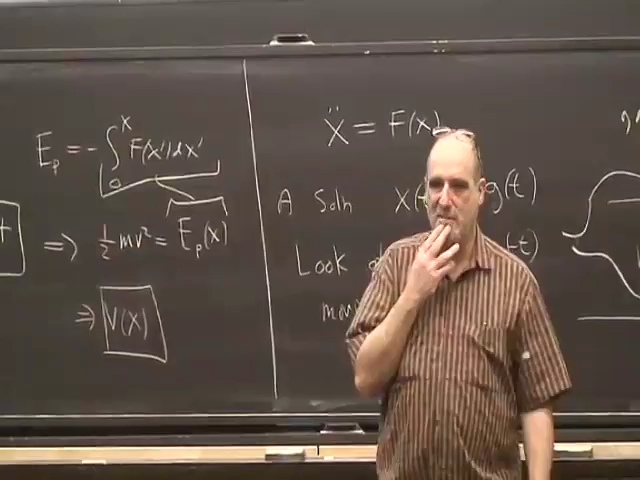 E_p = - ∫_0^x F(x')dx'
⇒ ½mv² = E_p(x)
⇒ V(x)
ẍ = F(x)
A Soln x(t g(t)
Look -t)